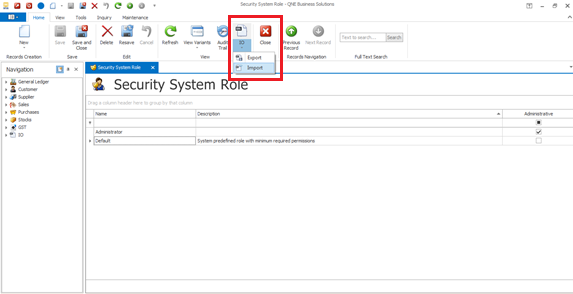 Security System Role - QNE Business Solutions
Home View Tools Inquiry Maintenance
New Save Save and Close Delete Resave Cancel Refresh View Variants Audit Trail IO Close Previous Record Next Record Text to search... Search
Export
Import
Records Creation Save Edit View Records Navigation Full Text Search
Navigation
General Ledger
Customer
Supplier
Sales
Purchases
Stocks
GST
IO
Security System Role
Security System Role
Drag a column header here to group by that column
Name Description Administrative
Administrator
Default System predefined role with minimum required permissions